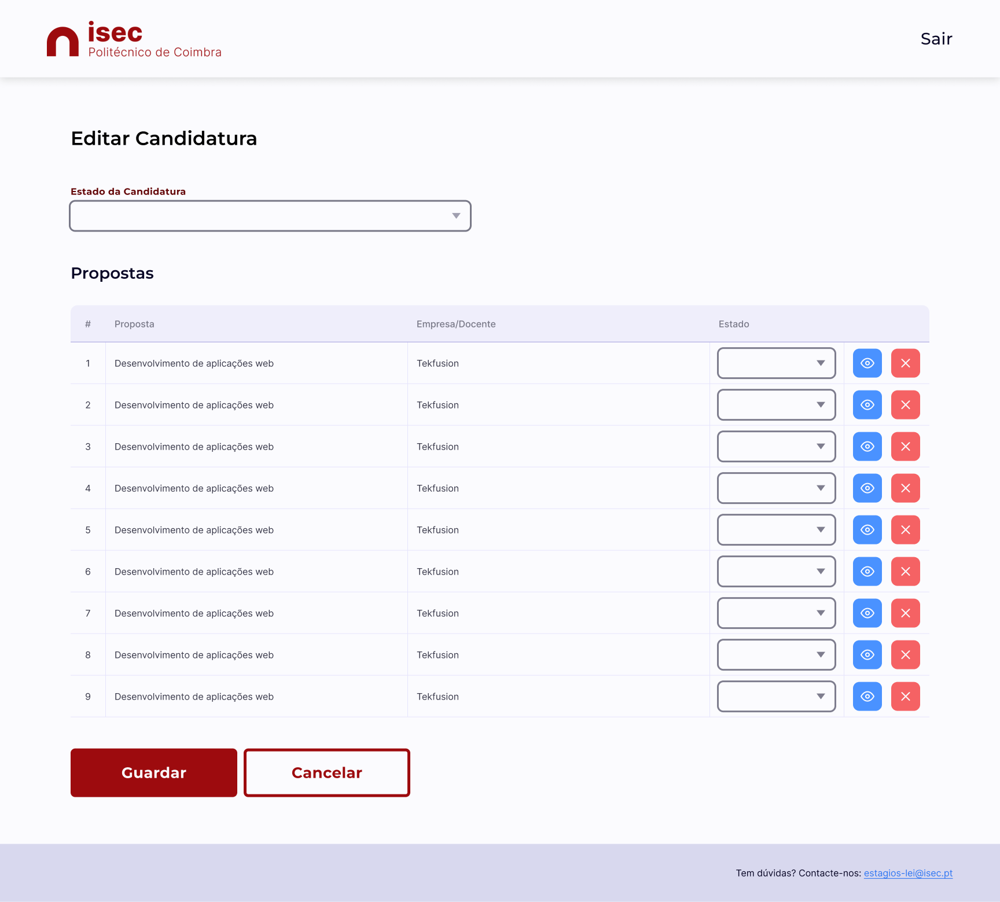 isec
Politécnico de Coimbra
Sair
Editar Candidatura
Estado da Candidatura
Propostas
# Proposta Empresa/Docente Estado
1 Desenvolvimento de aplicações web Tekfusion
2 Desenvolvimento de aplicações web Tekfusion
3 Desenvolvimento de aplicações web Tekfusion
4 Desenvolvimento de aplicações web Tekfusion
5 Desenvolvimento de aplicações web Tekfusion
6 Desenvolvimento de aplicações web Tekfusion
7 Desenvolvimento de aplicações web Tekfusion
8 Desenvolvimento de aplicações web Tekfusion
9 Desenvolvimento de aplicações web Tekfusion
Guardar Cancelar
Tem dúvidas? Contacte-nos: estagios-lei@isec.pt